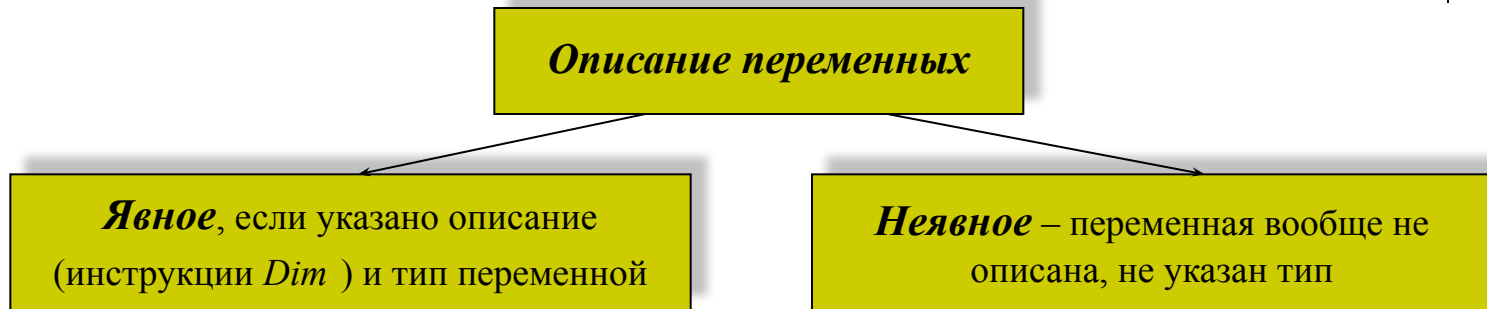 Описание переменных
Явное, если указано описание
(инструкции Dim ) и тип переменной
Неявное – переменная вообще не
описана, не указан тип